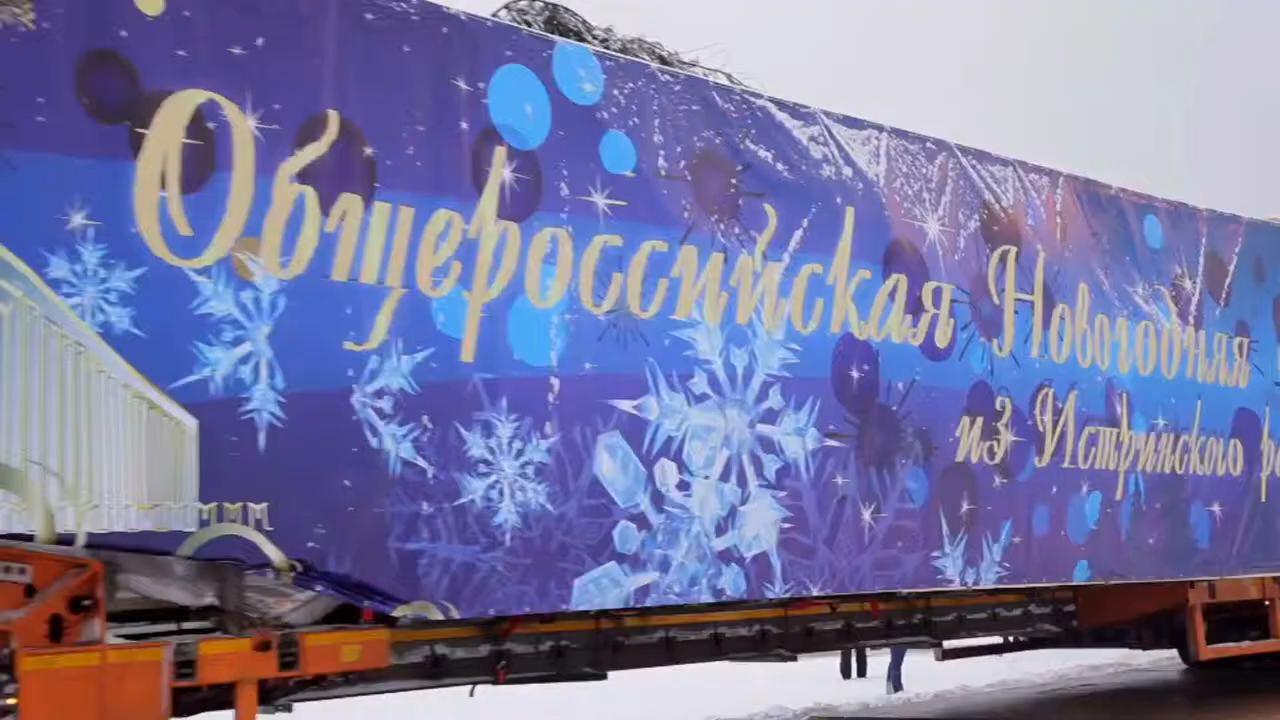 Общероссийская Новогодняя
из Истринского